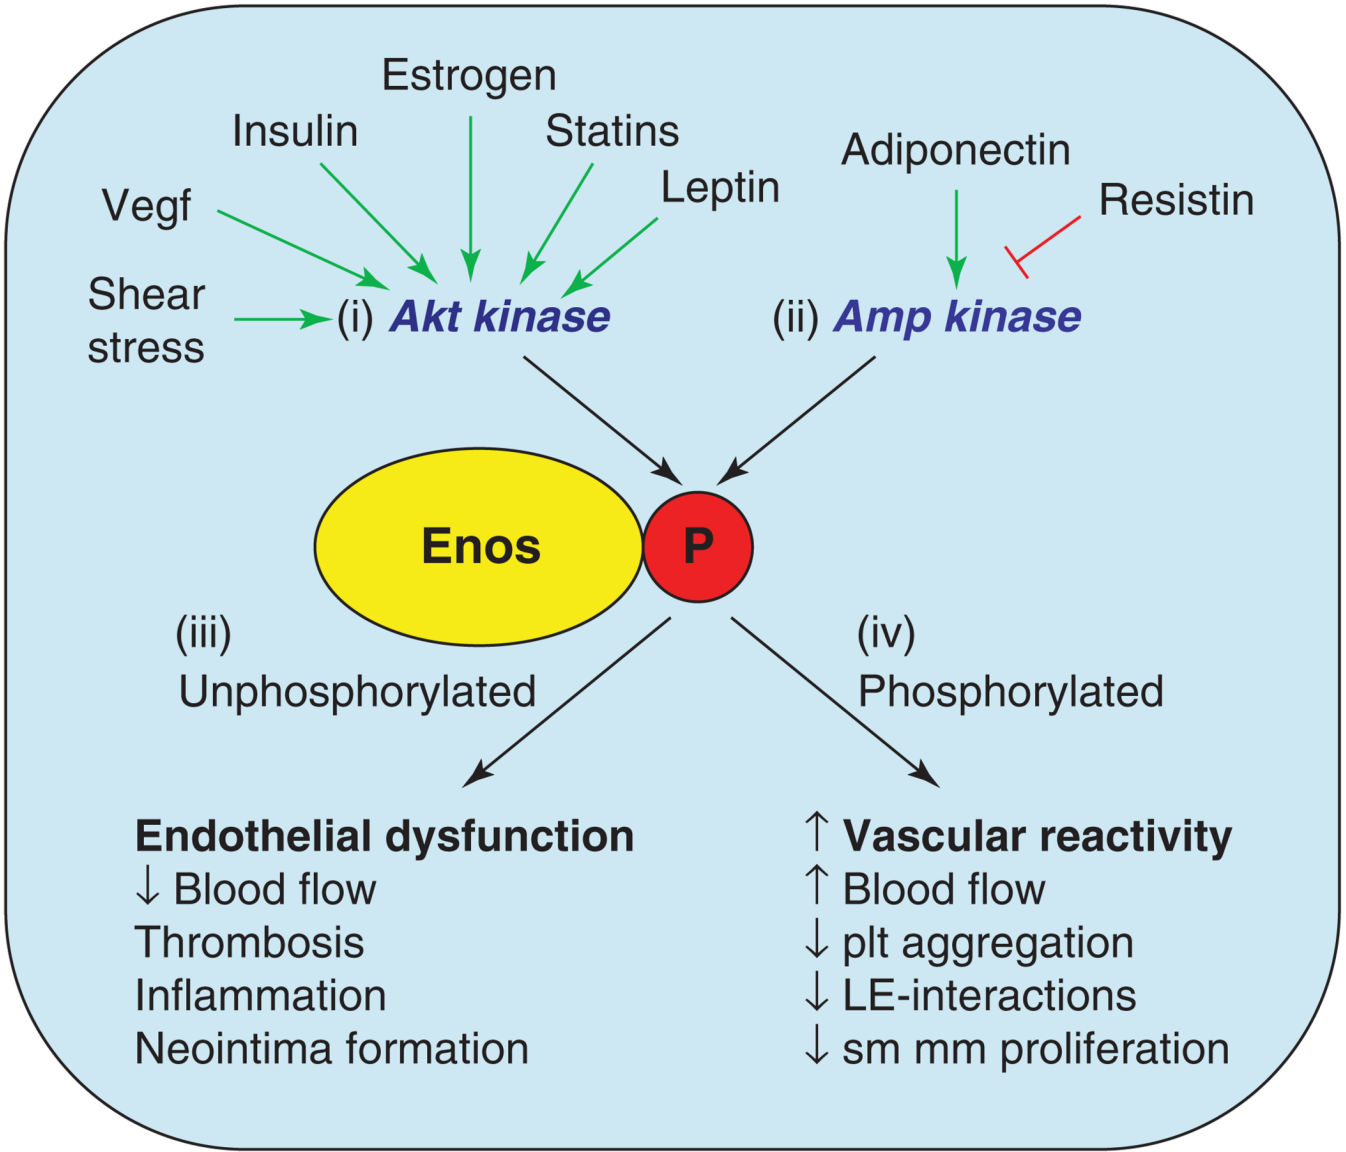 Estrogen
Insulin
Statins
Adiponectin
Leptin
Vegf
Resistin
Shear
stress
(i) Akt kinase
(ii) Amp kinase
Enos
P
(iii)
Unphosphorylated
(iv)
Phosphorylated
Endothelial dysfunction
↓ Blood flow
Thrombosis
Inflammation
Neointima formation
↑ Vascular reactivity
↑ Blood flow
↓ plt aggregation
↓ LE-interactions
↓ sm mm proliferation